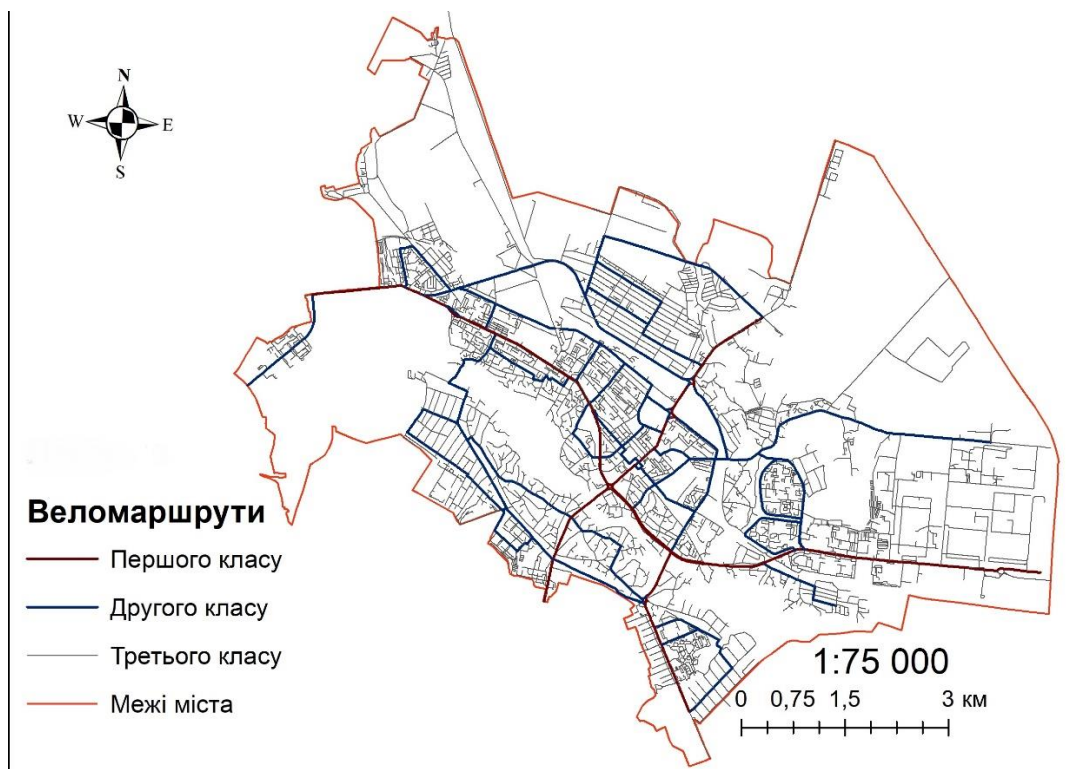 N
W E
S
Веломаршрути
Першого класу
Другого класу
Третього класу
Межі міста
1:75 000
0 0,75 1,5 3 км